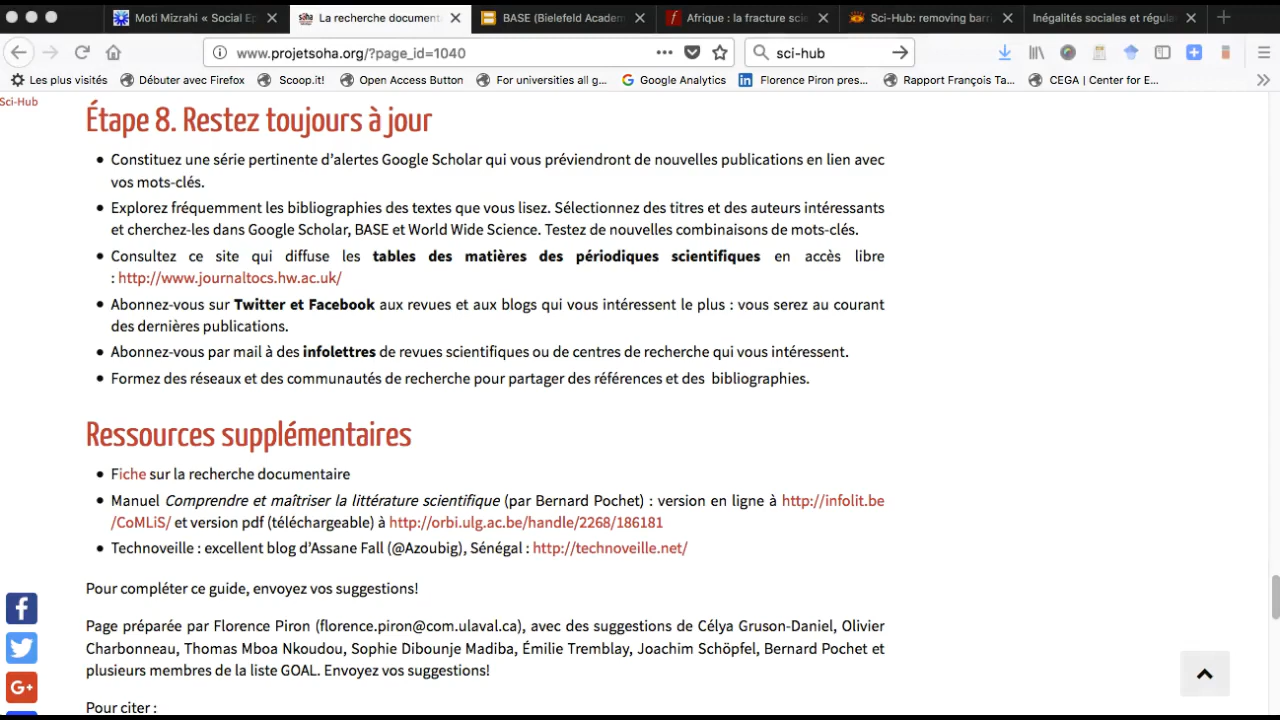 Moti Mizrahi « Social Ep
La recherche document
BASE (Bielefeld Academ
Afrique : la fracture scie
Sci-Hub: removing barr
Inégalités sociales et régula
www.projetsoha.org/?page_id=1040
sci-hub
Les plus visités
Débuter avec Firefox
Scoop.it!
Open Access Button
For universities all g...
Google Analytics
Florence Piron pres...
Rapport François Ta...
CEGA | Center for E...
Sci-Hub
Étape 8. Restez toujours à jour
• Constituez une série pertinente d'alertes Google Scholar qui vous préviendront de nouvelles publications en lien avec
vos mots-clés.
• Explorez fréquemment les bibliographies des textes que vous lisez. Sélectionnez des titres et des auteurs intéressants
et cherchez-les dans Google Scholar, BASE et World Wide Science. Testez de nouvelles combinaisons de mots-clés.
• Consultez ce site qui diffuse les tables des matières des périodiques scientifiques en accès libre
: http://www.journaltocs.hw.ac.uk/
• Abonnez-vous sur Twitter et Facebook aux revues et aux blogs qui vous intéressent le plus : vous serez au courant
des dernières publications.
• Abonnez-vous par mail à des infolettres de revues scientifiques ou de centres de recherche qui vous intéressent.
• Formez des réseaux et des communautés de recherche pour partager des références et des bibliographies.
Ressources supplémentaires
• Fiche sur la recherche documentaire
• Manuel Comprendre et maîtriser la littérature scientifique (par Bernard Pochet) : version en ligne à http://infolit.be
/CoMLiS/ et version pdf (téléchargeable) à http://orbi.ulg.ac.be/handle/2268/186181
• Technoveille : excellent blog d'Assane Fall (@Azoubig), Sénégal : http://technoveille.net/
Pour compléter ce guide, envoyez vos suggestions!
Page préparée par Florence Piron (florence.piron@com.ulaval.ca), avec des suggestions de Célya Gruson-Daniel, Olivier
Charbonneau, Thomas Mboa Nkoudou, Sophie Dibounje Madiba, Émilie Tremblay, Joachim Schöpfel, Bernard Pochet et
plusieurs membres de la liste GOAL. Envoyez vos suggestions!
Pour citer :